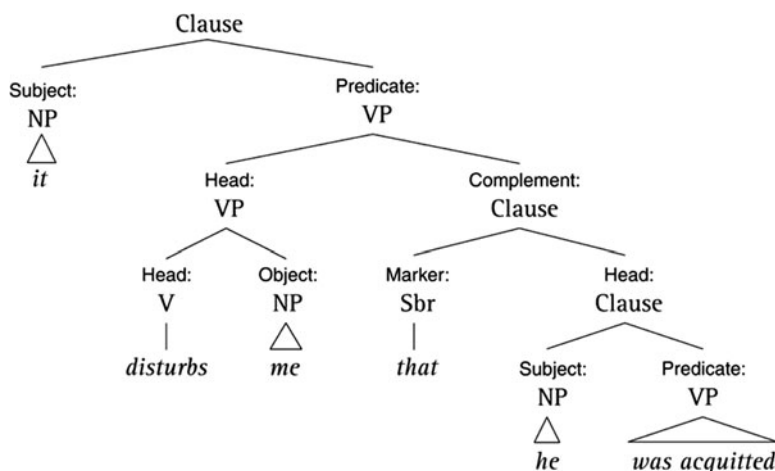 Clause
Subject: Predicate:
NP VP
it
Head: Complement:
VP Clause
Head: Object: Marker: Head:
V NP Sbr Clause
disturbs me that
Subject: Predicate:
NP VP
he was acquitted